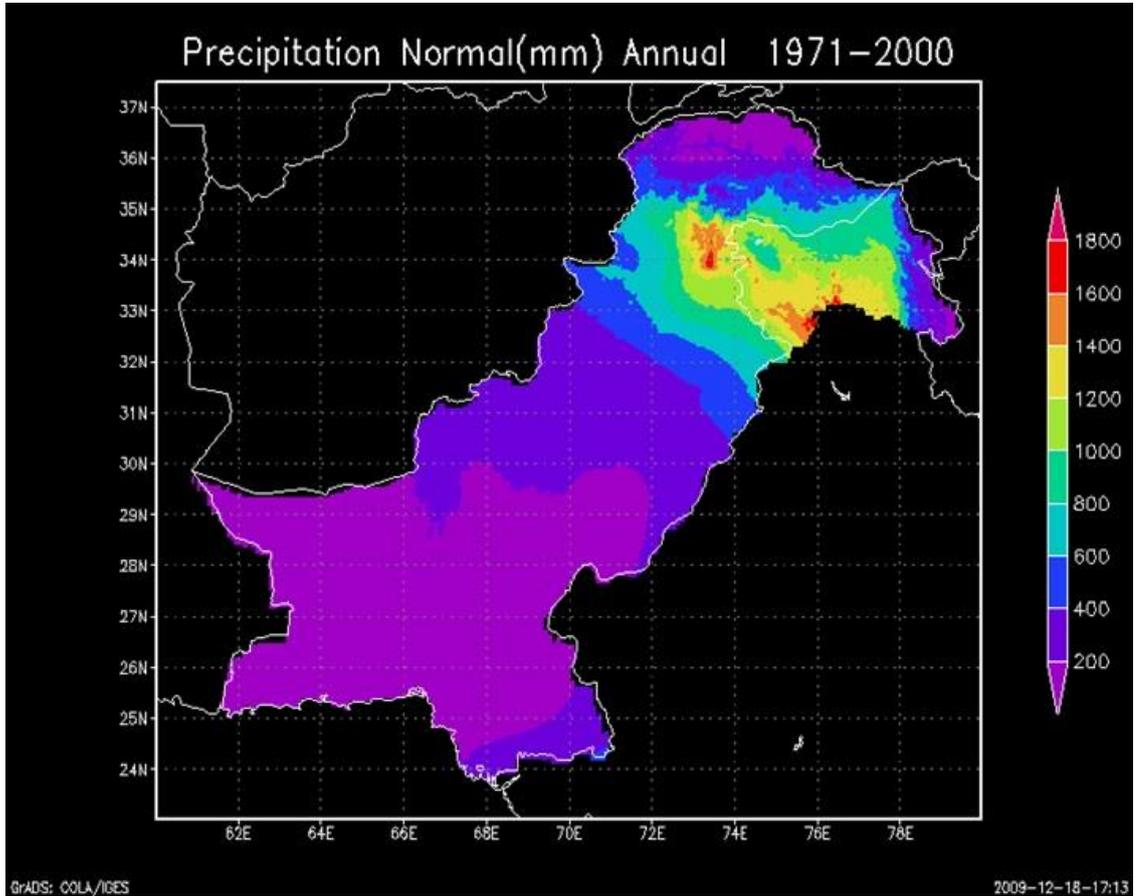 Precipitation Normal(mm) Annual 1971-2000
37N
36N
35N
34N
33N
32N
31N
30N
29N
28N
27N
26N
25N
24N
62E 64E 66E 68E 70E 72E 74E 76E 78E
1800
1600
1400
1200
1000
800
600
400
200
GrADS: COLA/IGES
2009-12-18-17:13